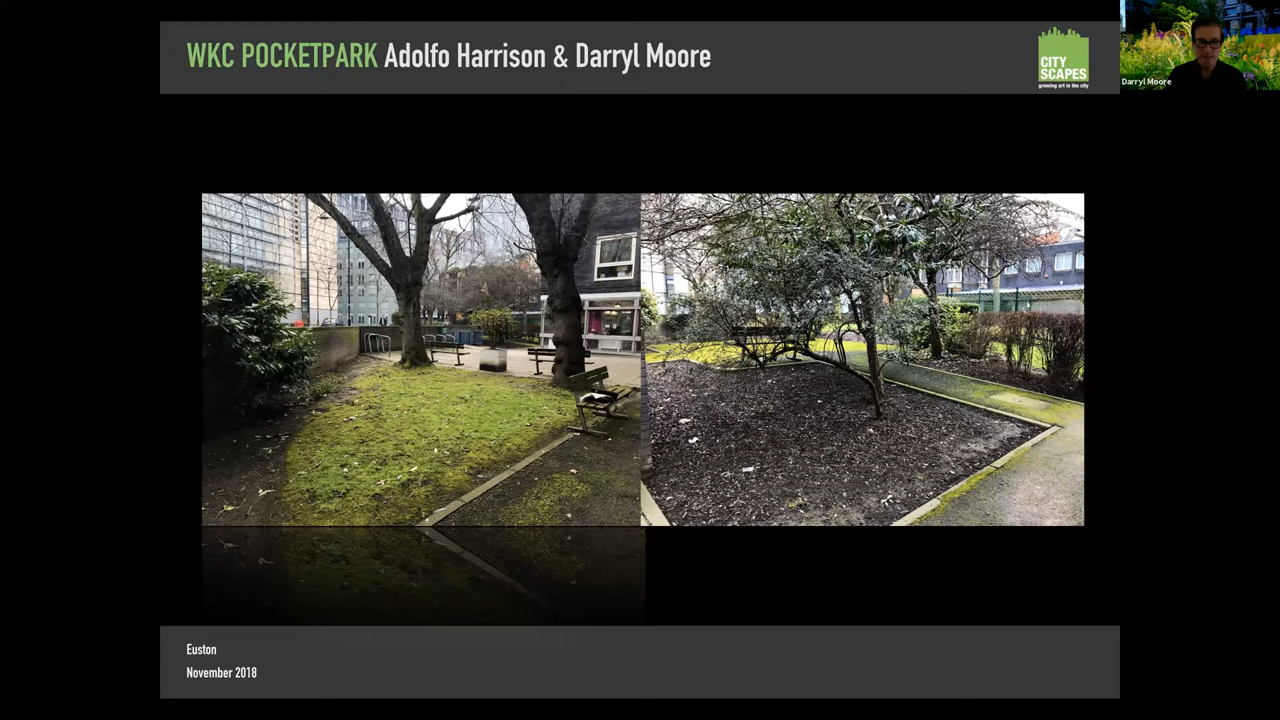 WKC POCKETPARK Adolfo Harrison & Darryl Moore
CITY
SCAPES
growing art in the city
Darryl Moore
Euston
November 2018